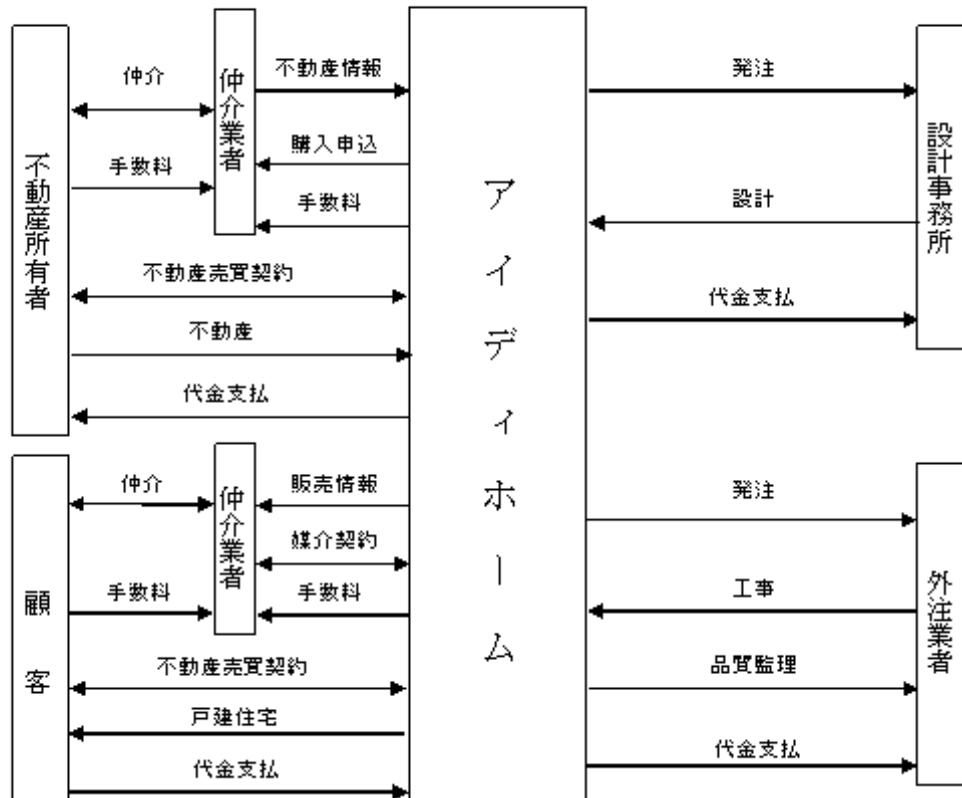 不動産所有者
仲介
手数料
仲介業者
不動産情報
購入申込
手数料
不動産売買契約
不動産
代金支払
顧客
仲介
手数料
仲介業者
販売情報
媒介契約
手数料
不動産売買契約
戸建住宅
代金支払
アイディホーム
発注
設計
代金支払
設計事務所
発注
工事
品質監理
代金支払
外注業者